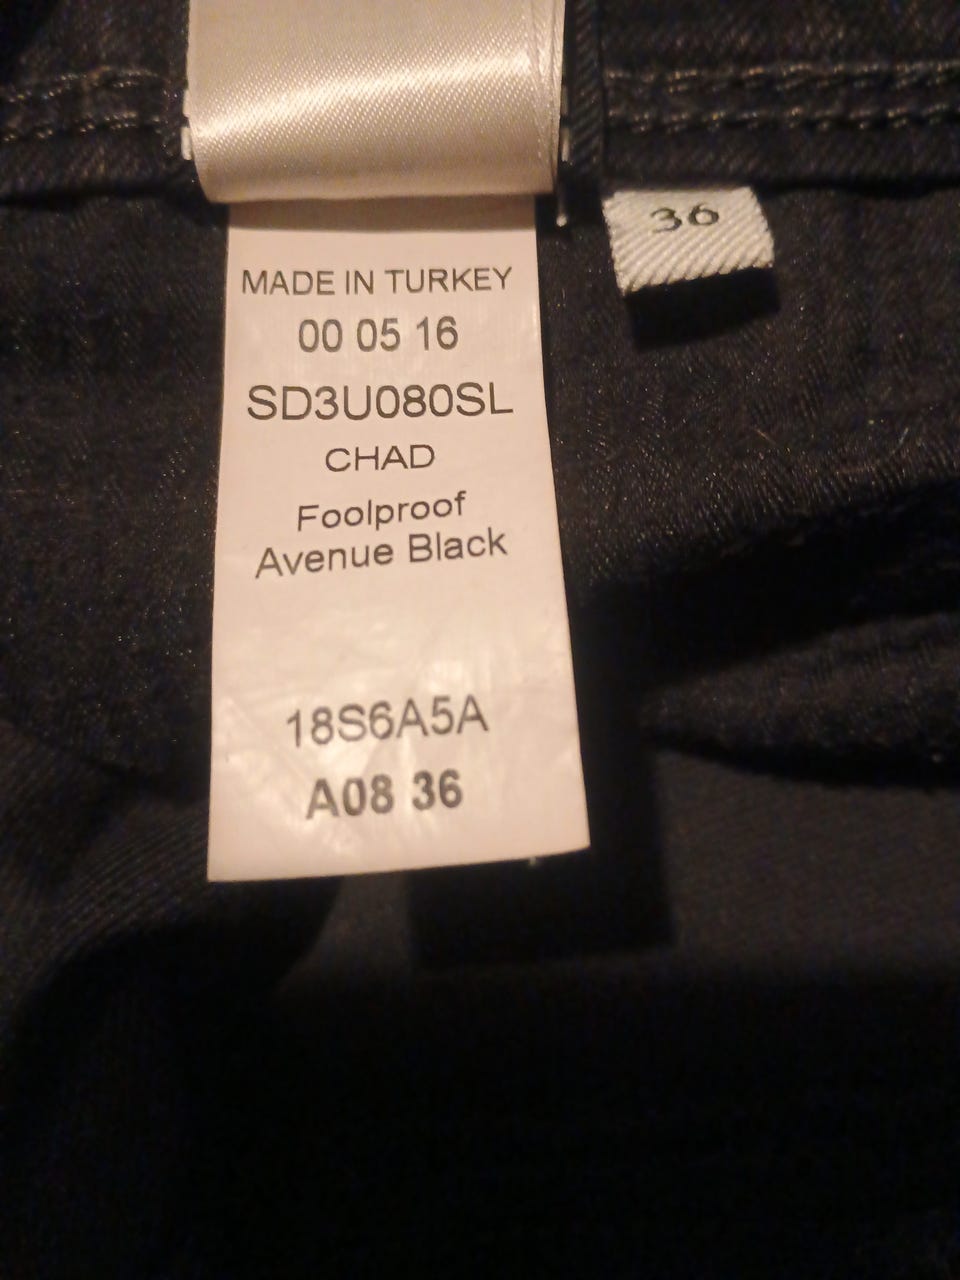 MADE IN TURKEY
00 05 16
SD3U080SL
CHAD
Foolproof
Avenue Black
18S6A5A
A08 36
36